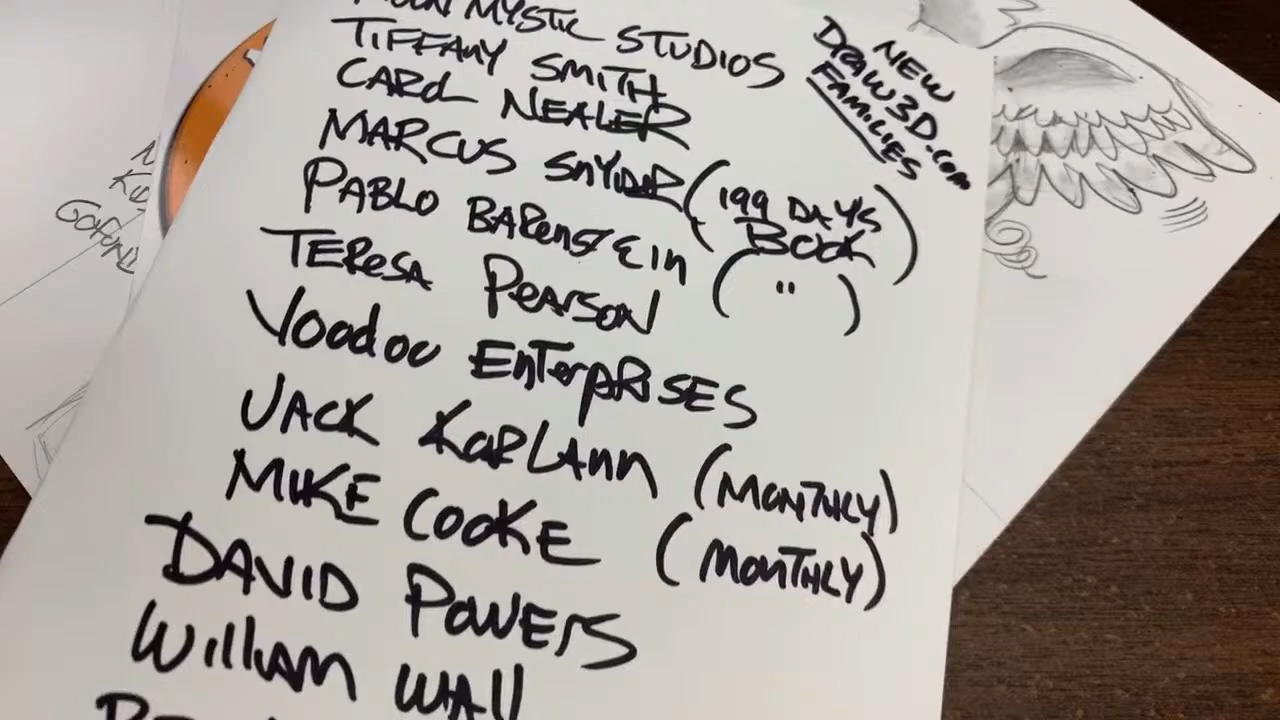 MYSTIC STUDIOS
TIFFANY SMITH
CAROL NEALER
MARCUS SNYDER (199 DAYS BOOK)
PABLO BARENSTEIN (")
TERESA PEARSON
VOODOO ENTERPRISES
JACK KARLANN (MONTHLY)
MIKE COOKE (MONTHLY)
DAVID POWERS
WILLIAM WALL
NEW
DRAW3D.COM
FAMILIES